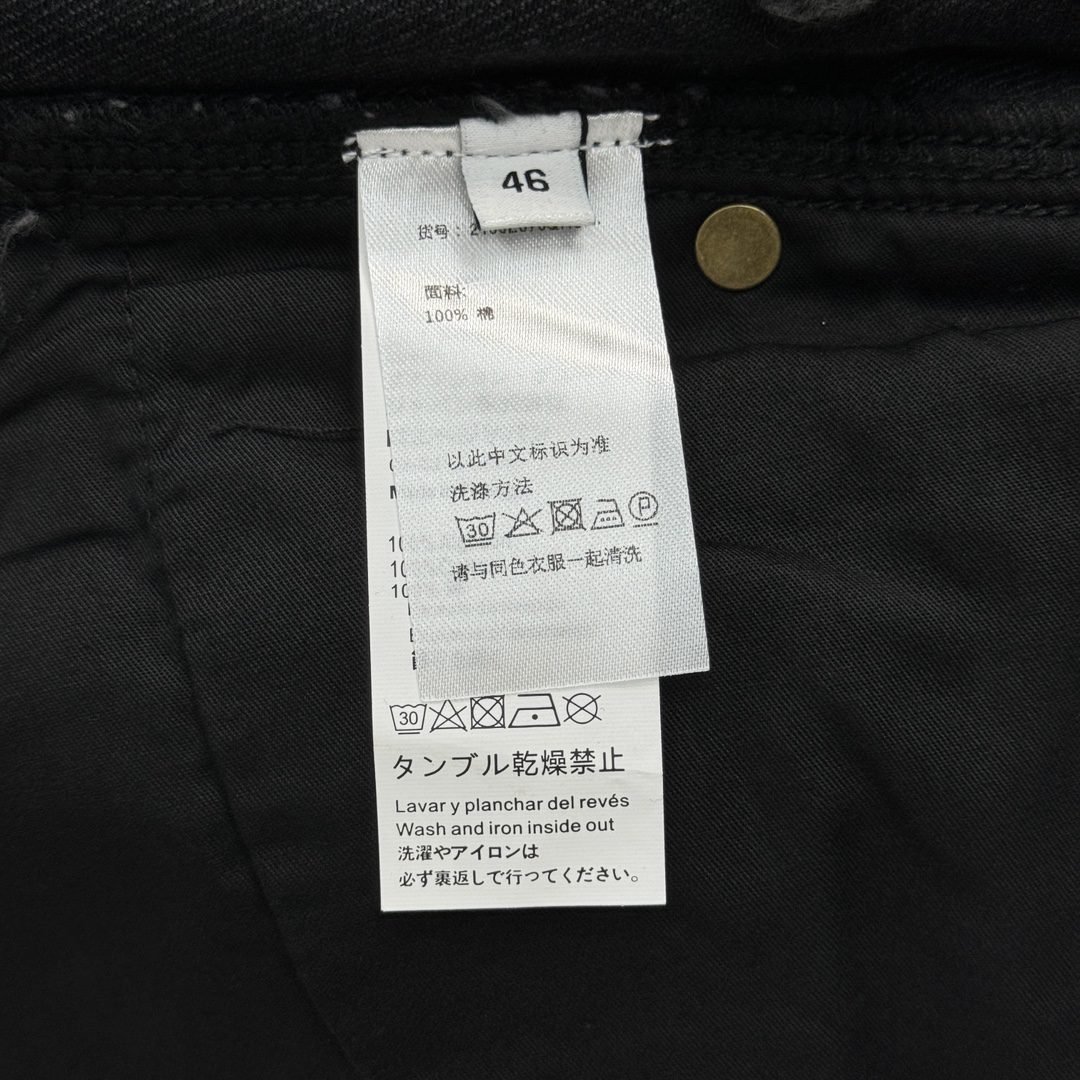 46
货号:
面料:
100% 棉
以此中文标识为准
洗涤方法
30
P
请与同色衣服一起清洗
30
タンブル乾燥禁止
Lavar y planchar del revés
Wash and iron inside out
洗濯やアイロンは
必ず裏返しで行ってください。